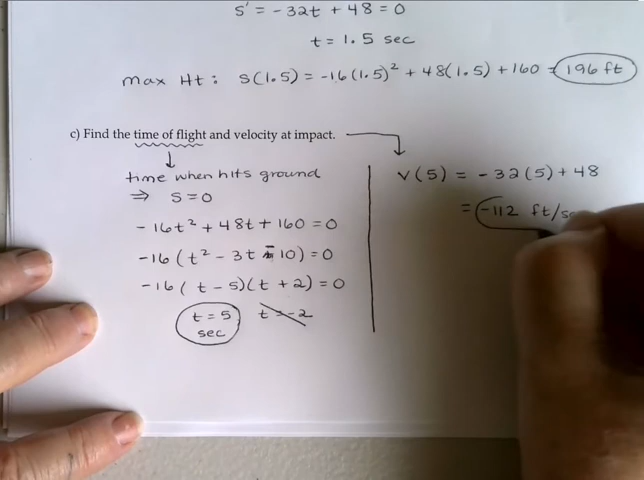 s' = -32t + 48 = 0
t = 1.5 sec
max Ht: s(1.5) = -16(1.5)² + 48(1.5) + 160 = 196 ft
c) Find the time of flight and velocity at impact.
time when hits ground
⇒ s = 0
-16t² + 48t + 160 = 0
-16(t² - 3t - 10) = 0
-16(t - 5)(t + 2) = 0
t = 5 t = -2
sec
v(5) = -32(5) + 48
= -112 ft/